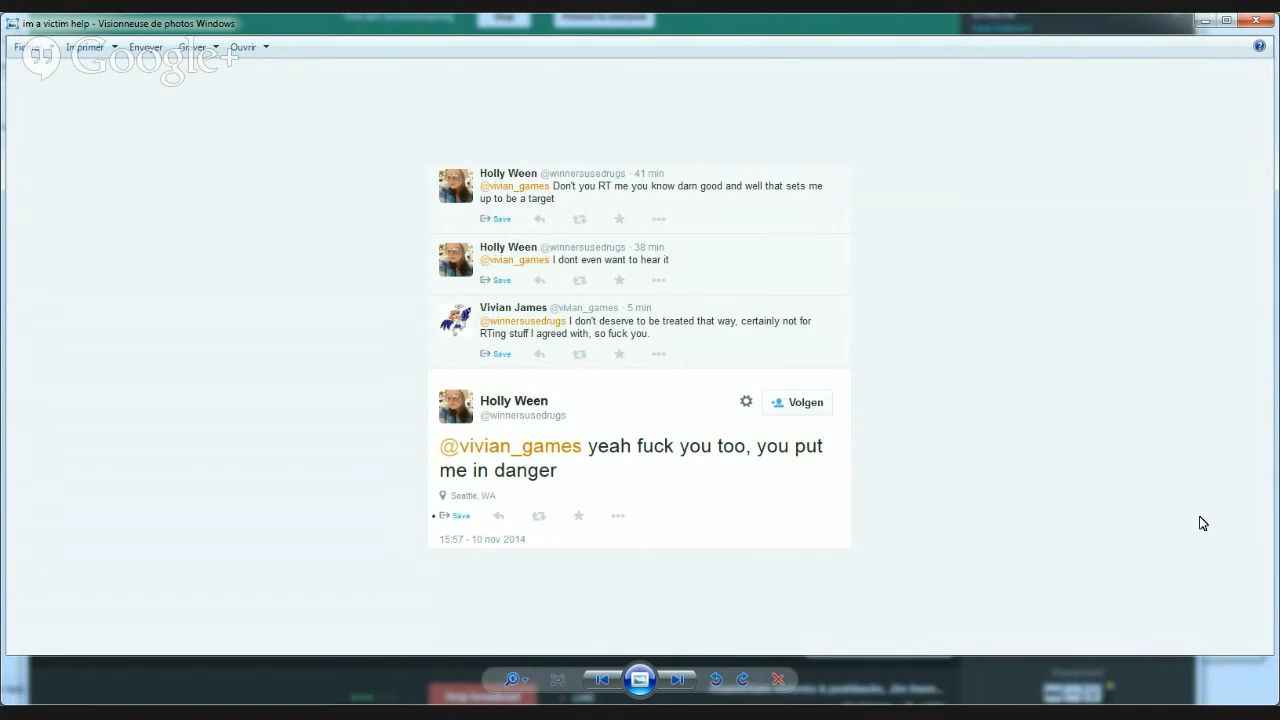 im a victim help - Visionneuse de photos Windows
Imprimer Envoyer Graver Ouvrir
Google+
Holly Ween @winnersusedrugs · 41 min
@vivian_games Don't you RT me you know darn good and well that sets me
up to be a target
Save
Holly Ween @winnersusedrugs · 38 min
@vivian_games I dont even want to hear it
Save
Vivian James @vivian_games · 5 min
@winnersusedrugs I don't deserve to be treated that way, certainly not for
RTing stuff I agreed with, so fuck you.
Save
Holly Ween
@winnersusedrugs
Volgen
@vivian_games yeah fuck you too, you put
me in danger
Seattle, WA
Save
15:57 - 10 nov. 2014
Stop broadcast